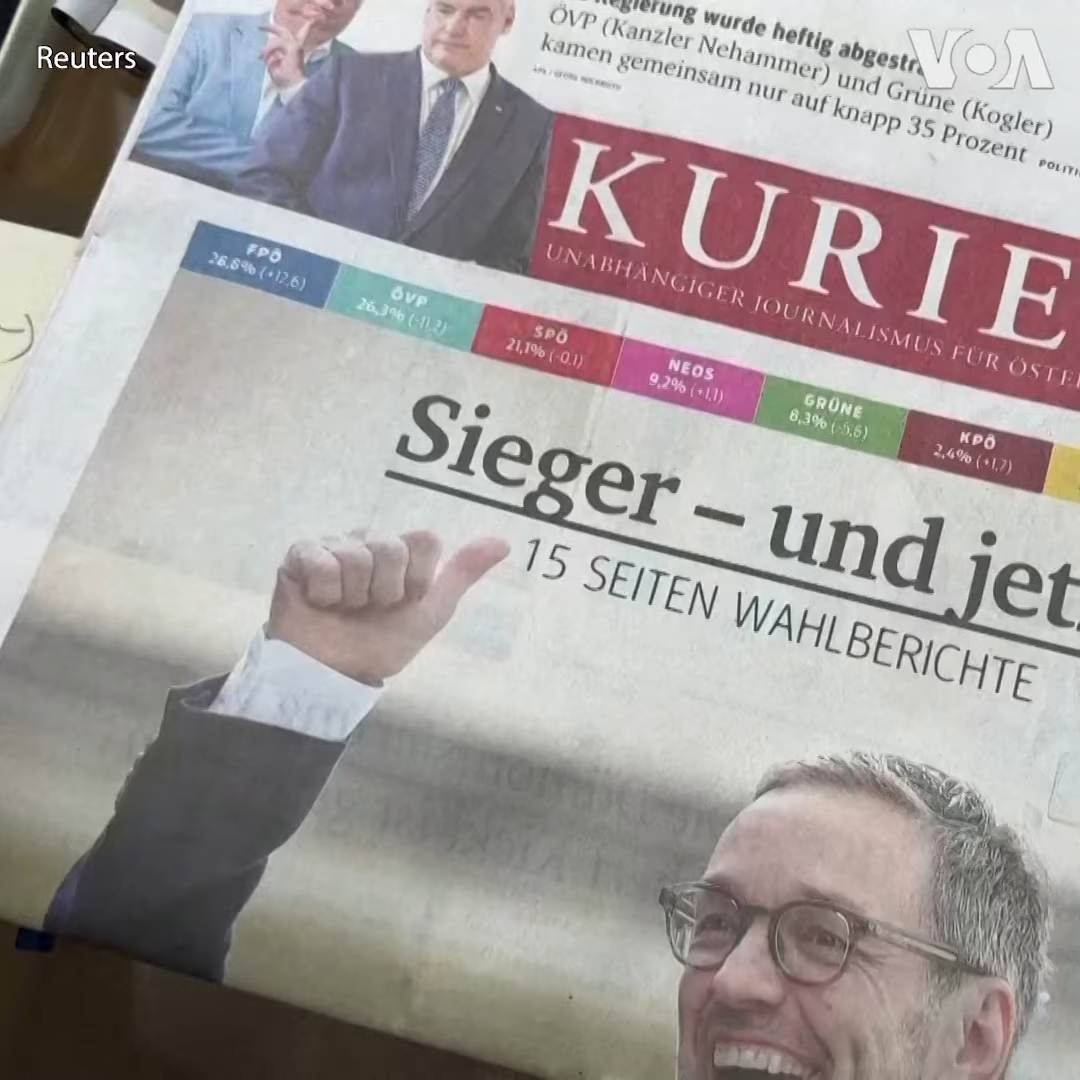 Reuters
VOA
Regierung wurde heftig
ÖVP (Kanzler Nehammer) und Grüne (Kogler)
kamen gemeinsam nur auf knapp 35 Prozent
KURIE
UNABHÄNGIGER JOURNALISMUS FÜR ÖSTE
FPÖ
28,8% (+12,6)
ÖVP
26,3% (-11,2)
SPÖ
21,1% (-0,1)
NEOS
9,2% (+1,1)
GRÜNE
8,3% (-5,6)
KPÖ
2,4% (+1,7)
Sieger – und jet
15 SEITEN WAHLBERICHTE